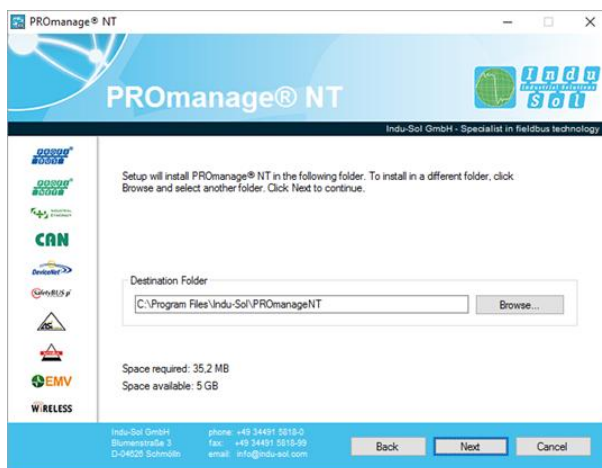 PROmanage® NT
PROmanage® NT
Indu
Industrial Solutions
Sol
Indu-Sol GmbH - Specialist in fieldbus technology
Setup will install PROmanage® NT in the following folder. To install in a different folder, click
Browse and select another folder. Click Next to continue.
CAN
DeviceNet
SafetyBUS p
Destination Folder
C:\Program Files\Indu-Sol\PROmanageNT
Browse...
Space required: 35,2 MB
Space available: 5 GB
EMV
WIRELESS
Indu-Sol GmbH
Blumenstraße 3
D-04626 Schmölln
phone: +49 34491 5818-0
fax: +49 34491 5818-99
email: info@indu-sol.com
Back
Next
Cancel